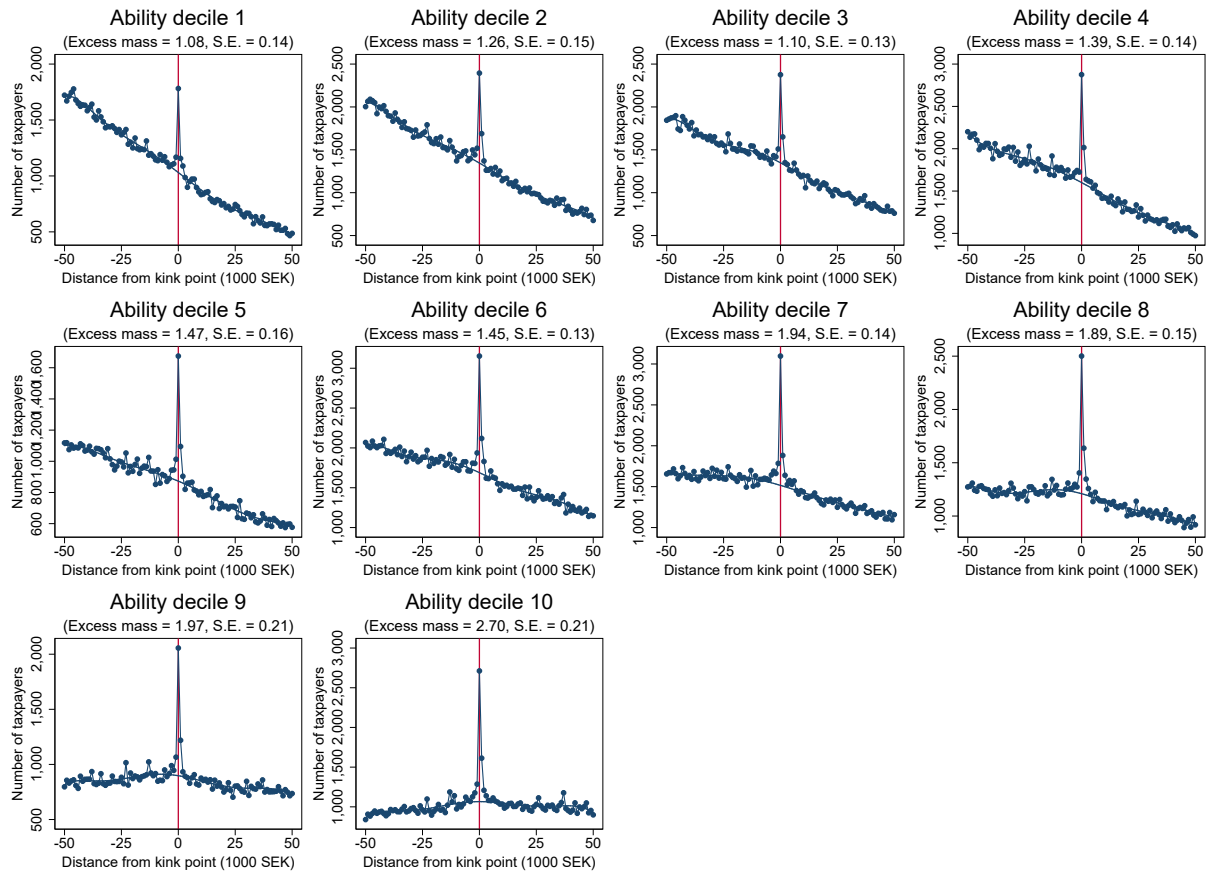 Ability decile 1
(Excess mass = 1.08, S.E. = 0.14)
Number of taxpayers
2,000
1,500
1,000
500
-50 -25 0 25 50
Distance from kink point (1000 SEK)
Ability decile 2
(Excess mass = 1.26, S.E. = 0.15)
Number of taxpayers
2,500
2,000
1,500
1,000
500
-50 -25 0 25 50
Distance from kink point (1000 SEK)
Ability decile 3
(Excess mass = 1.10, S.E. = 0.13)
Number of taxpayers
2,500
2,000
1,500
1,000
500
-50 -25 0 25 50
Distance from kink point (1000 SEK)
Ability decile 4
(Excess mass = 1.39, S.E. = 0.14)
Number of taxpayers
3,000
2,500
2,000
1,500
1,000
-50 -25 0 25 50
Distance from kink point (1000 SEK)
Ability decile 5
(Excess mass = 1.47, S.E. = 0.16)
Number of taxpayers
1,600
1,400
1,200
1,000
800
600
-50 -25 0 25 50
Distance from kink point (1000 SEK)
Ability decile 6
(Excess mass = 1.45, S.E. = 0.13)
Number of taxpayers
3,000
2,500
2,000
1,500
1,000
-50 -25 0 25 50
Distance from kink point (1000 SEK)
Ability decile 7
(Excess mass = 1.94, S.E. = 0.14)
Number of taxpayers
3,000
2,500
2,000
1,500
1,000
-50 -25 0 25 50
Distance from kink point (1000 SEK)
Ability decile 8
(Excess mass = 1.89, S.E. = 0.15)
Number of taxpayers
2,500
2,000
1,500
1,000
-50 -25 0 25 50
Distance from kink point (1000 SEK)
Ability decile 9
(Excess mass = 1.97, S.E. = 0.21)
Number of taxpayers
2,000
1,500
1,000
500
-50 -25 0 25 50
Distance from kink point (1000 SEK)
Ability decile 10
(Excess mass = 2.70, S.E. = 0.21)
Number of taxpayers
3,000
2,500
2,000
1,500
1,000
-50 -25 0 25 50
Distance from kink point (1000 SEK)